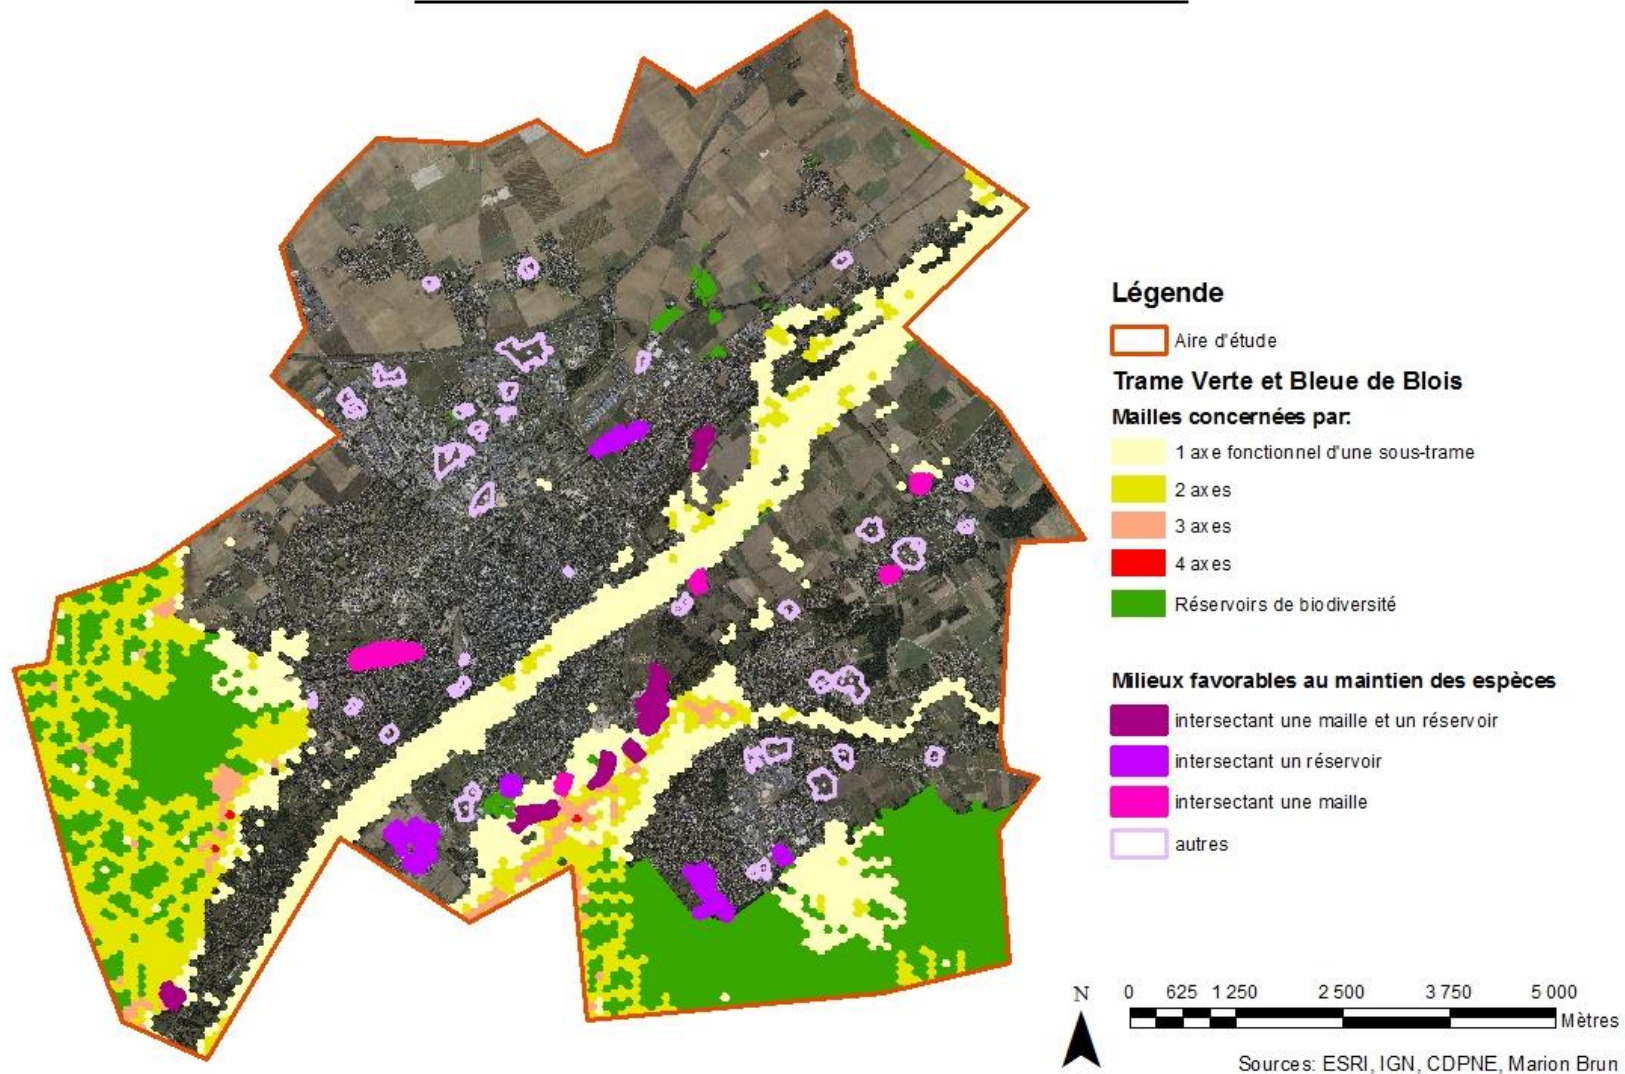 Légende
Aire d'étude
Trame Verte et Bleue de Blois
Mailles concernées par:
1 axe fonctionnel d'une sous-trame
2 axes
3 axes
4 axes
Réservoirs de biodiversité
Milieux favorables au maintien des espèces
intersectant une maille et un réservoir
intersectant un réservoir
intersectant une maille
autres
N
0 625 1 250 2 500 3 750 5 000
Mètres
Sources: ESRI, IGN, CDPNE, Marion Brun